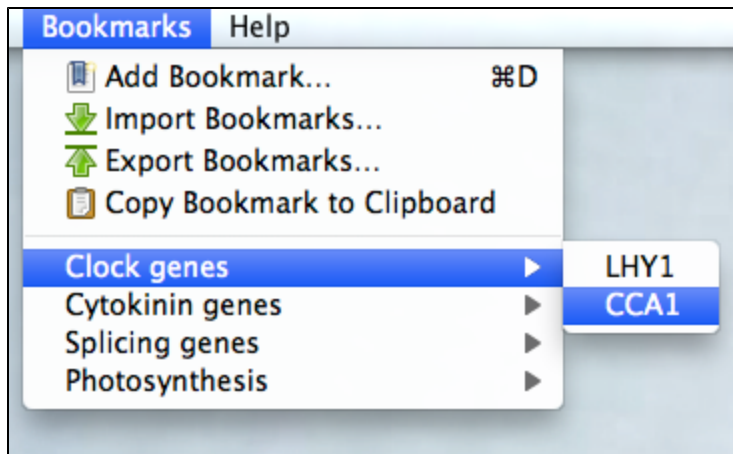 Bookmarks Help
Add Bookmark... ⌘D
Import Bookmarks...
Export Bookmarks...
Copy Bookmark to Clipboard
Clock genes
LHY1
CCA1
Cytokinin genes
Splicing genes
Photosynthesis